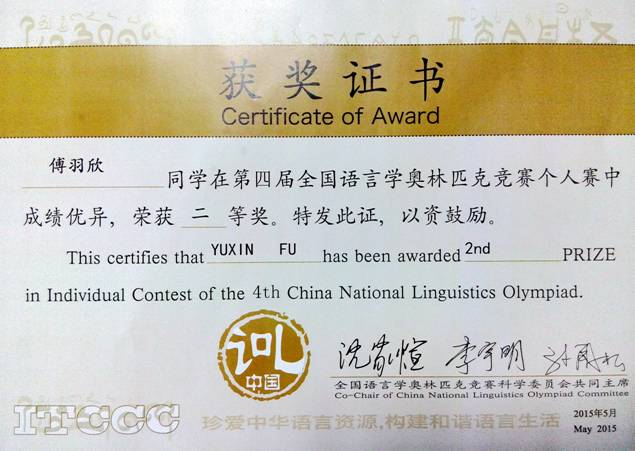 获奖证书
Certificate of Award
傅羽欣
同学在第四届全国语言学奥林匹克竞赛个人赛中
成绩优异，荣获 二 等奖。特发此证，以资鼓励。
This certifies that YUXIN FU has been awarded 2nd PRIZE
in Individual Contest of the 4th China National Linguistics Olympiad.
中国
沈家煊 李宇明
全国语言学奥林匹克竞赛科学委员会共同主席
Co-Chair of China National Linguistics Olympiad Committee
2015年5月
May 2015
ITCCC
珍爱中华语言资源，构建和谐语言生活